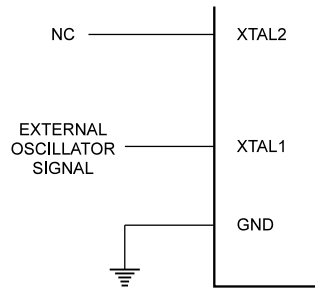 NC XTAL2
EXTERNAL
OSCILLATOR
SIGNAL
XTAL1
GND